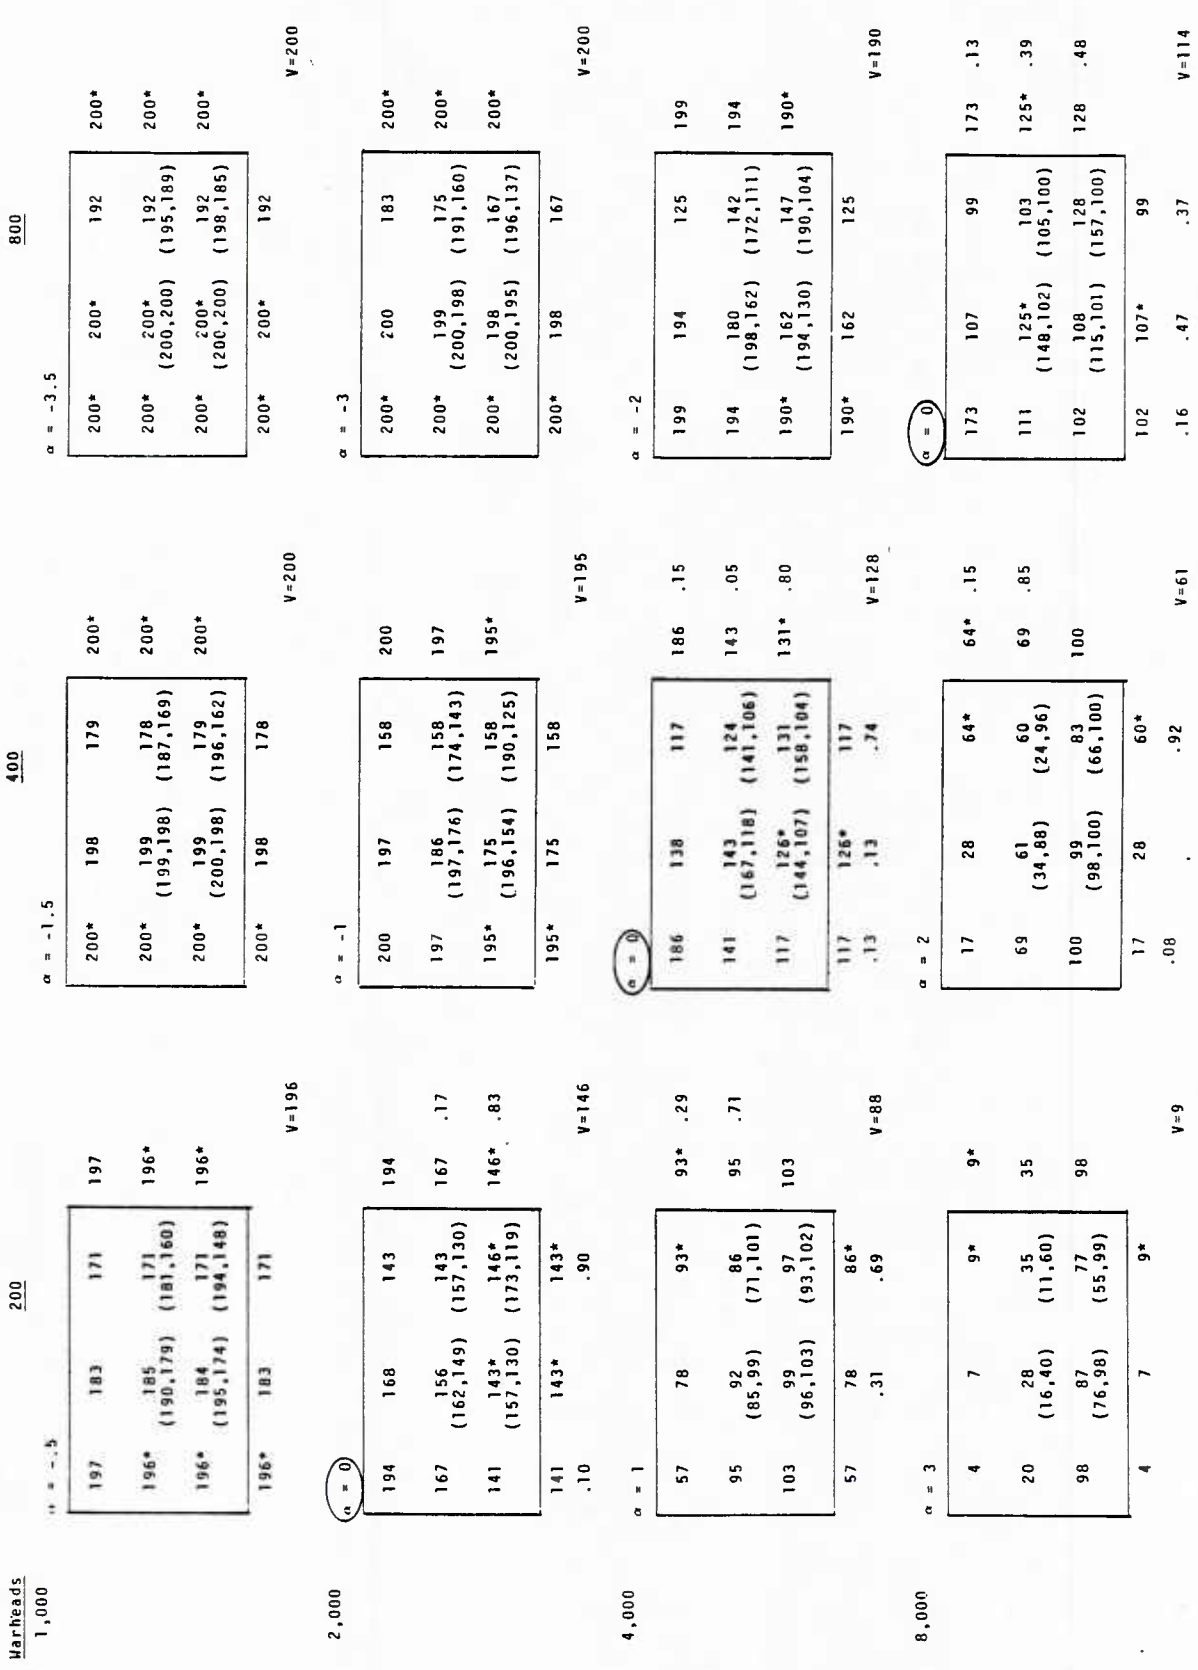 Warheads 200 400 800
1,000
α = -.5 α = -1.5 α = -3.5
197 183 171 197 200* 198 179 200* 200* 200* 192 200*
196* 185 171 196* 200* 199 178 200* 200* 200* 192 200*
(190,179) (181,160) (199,198) (187,169) (200,200) (195,189)
196* 184 171 196* 200* 199 179 200* 200* 200* 192 200*
(195,174) (194,148) (200,198) (196,162) (200,200) (198,185)
196* 183 171 200* 198 178 200* 200* 192
V=196 V=200 V=200
2,000
α = 0 α = -1 α = -3
194 168 143 194 200 197 158 200 200* 200 183 200*
167 156 143 167 .17 197 186 158 197 200* 199 175 200*
(162,149) (157,130) (197,176) (174,143) (200,198) (191,160)
141 143* 146* 146* .83 195* 175 158 195* 200* 198 167 200*
(157,130) (173,119) (196,154) (190,125) (200,195) (196,137)
141 143* 143* 195* 175 158 200* 198 167
.10 .90
V=146 V=195 V=200
4,000
α = 1 α = 0 α = -2
57 78 93* 93* .29 186 138 117 186 .15 199 194 125 199
95 92 86 95 .71 141 143 124 143 .05 194 180 142 194
(85,99) (71,101) (167,118) (141,106) (198,162) (172,111)
103 99 97 103 117 126* 131 131* .80 190* 162 147 190*
(96,103) (93,102) (144,107) (158,104) (194,130) (190,104)
57 78 86* 117 126* 117 190* 162 125
.31 .69 .13 .13 .74
V=88 V=128 V=190
8,000
α = 3 α = 2 α = 0
4 7 9* 9* 17 28 64* 64* .15 173 107 99 173 .13
20 28 35 35 69 61 60 69 .85 111 125* 103 125* .39
(16,40) (11,60) (34,88) (24,96) (148,102) (105,100)
98 87 77 98 100 99 83 100 102 108 128 128 .48
(76,98) (55,99) (98,100) (66,100) (115,101) (157,100)
4 7 9* 17 28 60* 102 107* 99
.08 .92 .16 .47 .37
V=9 V=61 V=114